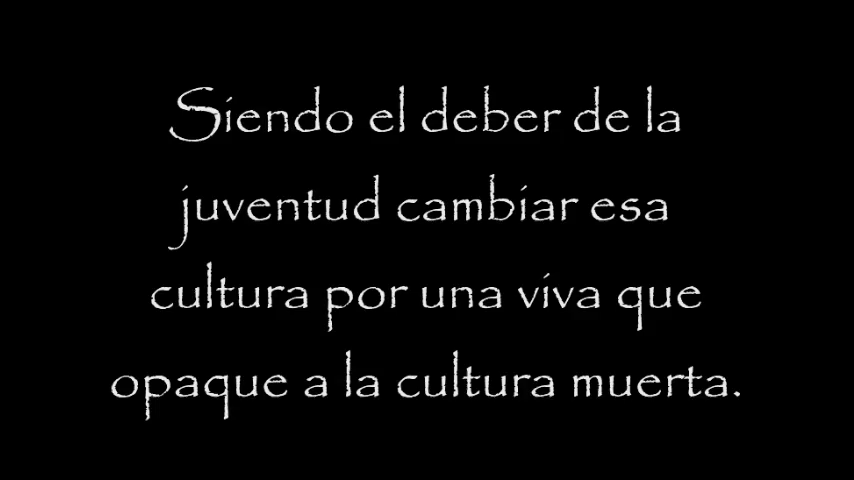 Siendo el deber de la
juventud cambiar esa
cultura por una viva que
opaque a la cultura muerta.